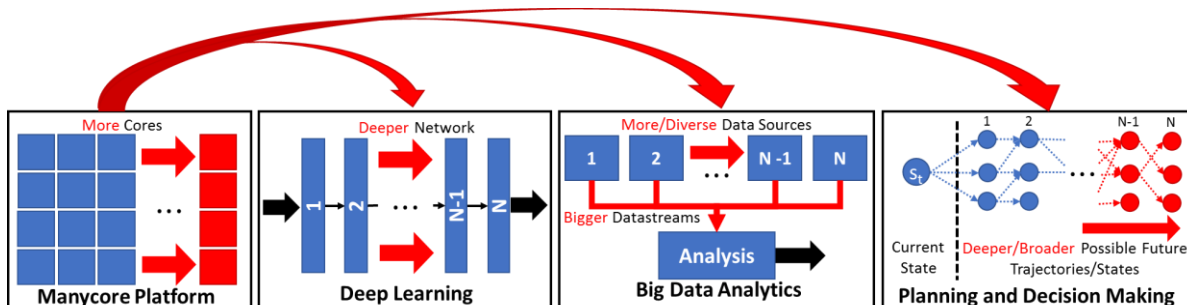 More Cores
...
Manycore Platform
Deeper Network
1
2
...
N-1
N
Deep Learning
More/Diverse Data Sources
1
2
...
N -1
N
Bigger Datastreams
Analysis
Big Data Analytics
1
2
N-1
N
St
...
Current
State
Deeper/Broader Possible Future
Trajectories/States
Planning and Decision Making